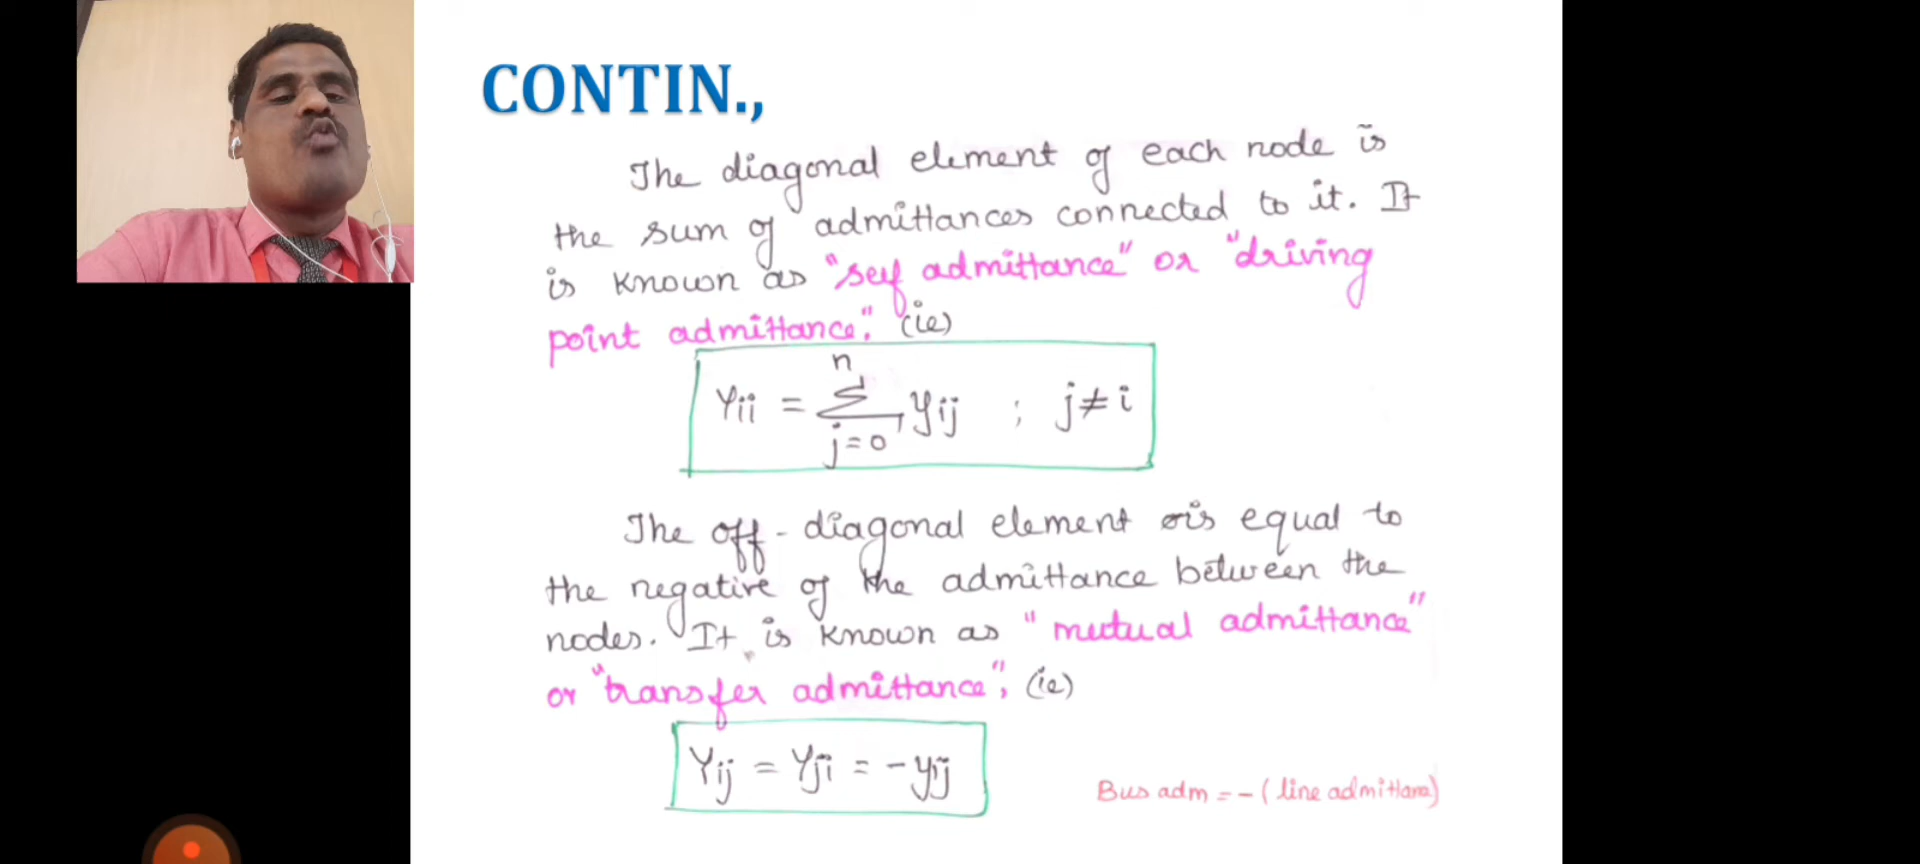 CONTIN.,
The diagonal element of each node is
the sum of admittances connected to it. It
is known as "self admittance" or "driving
point admittance". (ie)
Yii = n Σ j=0 yij ; j≠i
The off-diagonal element is equal to
the negative of the admittance between the
nodes. It is known as "mutual admittance"
or "transfer admittance", (ie)
Yij = Yji = -yij
Bus adm = - (line admittance)